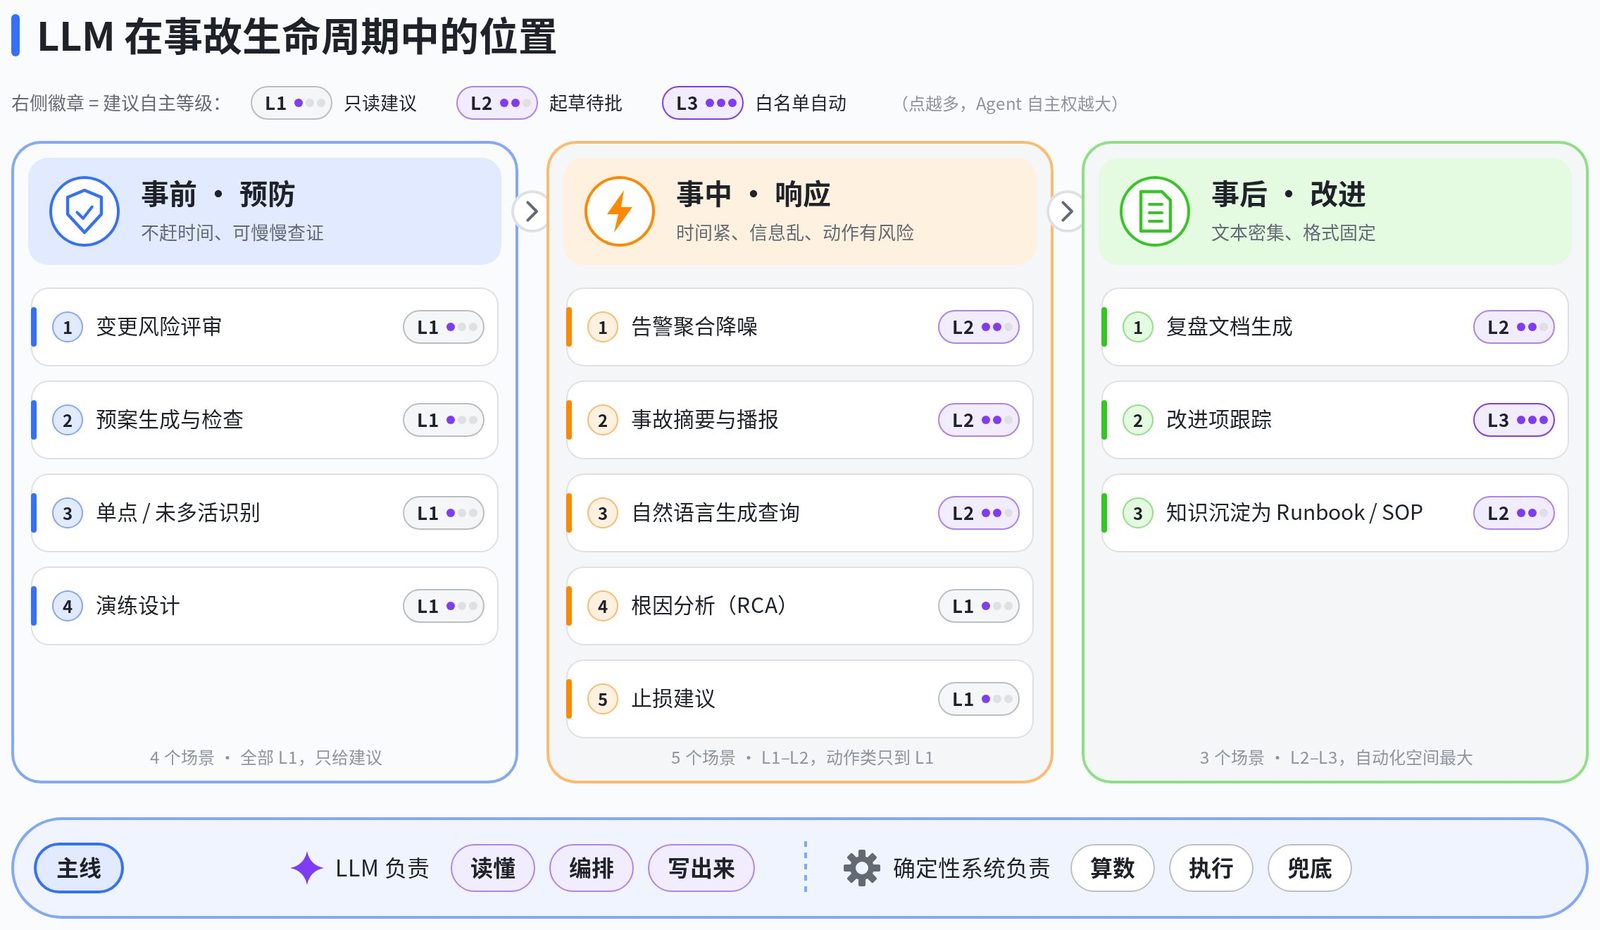 LLM 在事故生命周期中的位置
右侧徽章 = 建议自主等级： L1 只读建议 L2 起草待批 L3 白名单自动 （点越多，Agent 自主权越大）
事前 · 预防
不赶时间、可慢慢查证
1 变更风险评审 L1
2 预案生成与检查 L1
3 单点 / 未多活识别 L1
4 演练设计 L1
4 个场景 · 全部 L1，只给建议
事中 · 响应
时间紧、信息乱、动作有风险
1 告警聚合降噪 L2
2 事故摘要与播报 L2
3 自然语言生成查询 L2
4 根因分析（RCA） L1
5 止损建议 L1
5 个场景 · L1–L2，动作类只到 L1
事后 · 改进
文本密集、格式固定
1 复盘文档生成 L2
2 改进项跟踪 L3
3 知识沉淀为 Runbook / SOP L2
3 个场景 · L2–L3，自动化空间最大
主线 LLM 负责 读懂 编排 写出来 确定性系统负责 算数 执行 兜底